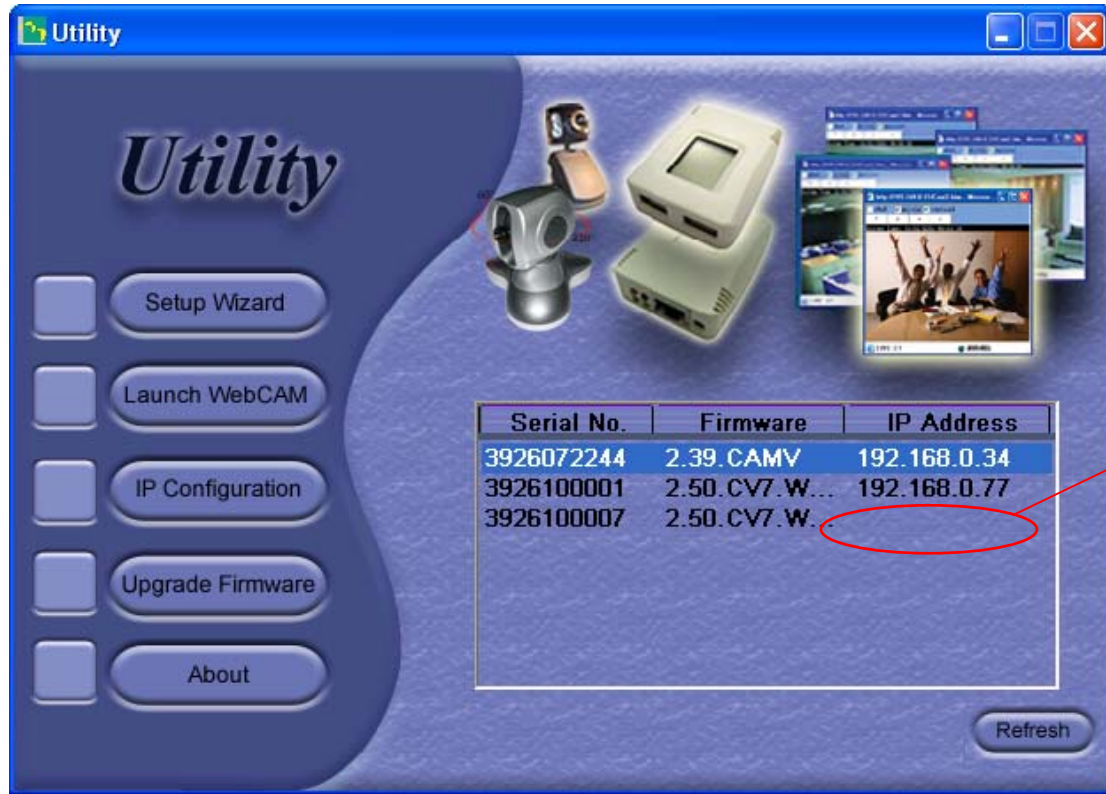 Utility
Utility
Setup Wizard
Launch WebCAM
IP Configuration
Upgrade Firmware
About
Serial No. Firmware IP Address
3926072244 2.39.CAMV 192.168.0.34
3926100001 2.50.CV7.W... 192.168.0.77
3926100007 2.50.CV7.W...
Refresh